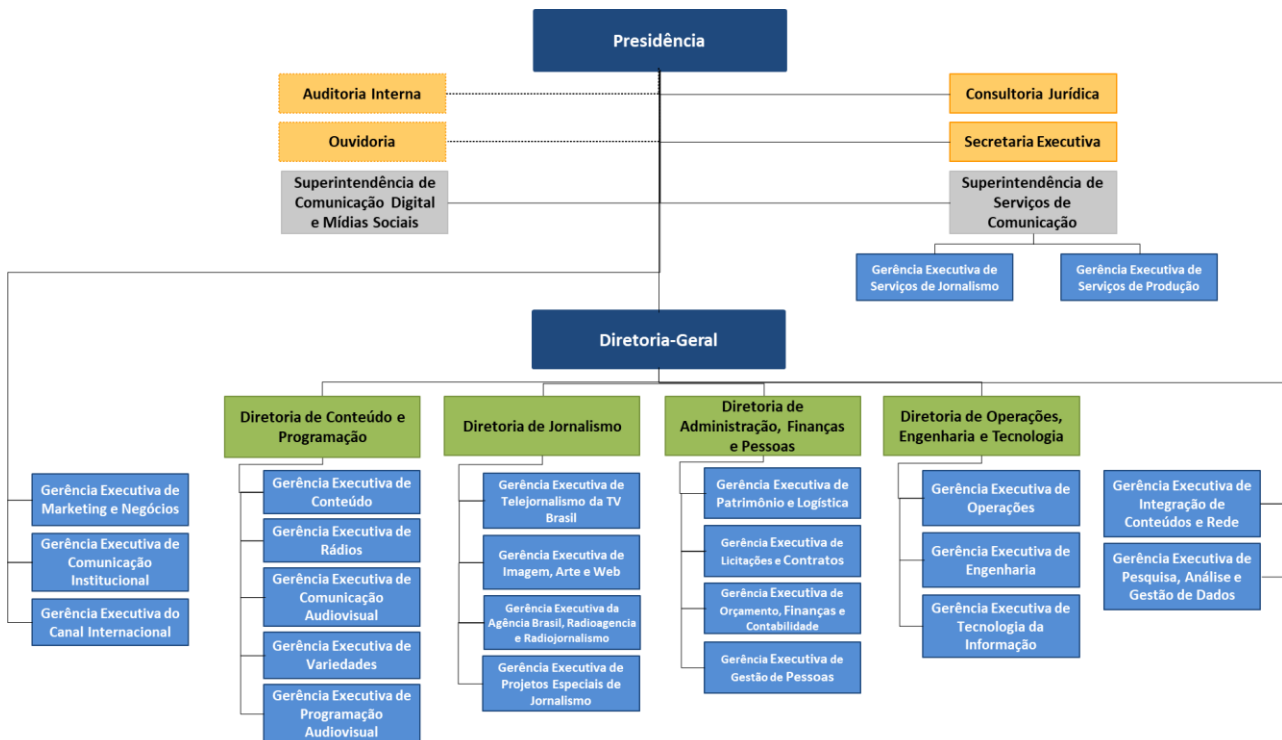 Presidência
Auditoria Interna
Consultoria Jurídica
Ouvidoria
Secretaria Executiva
Superintendência de
Comunicação Digital
e Mídias Sociais
Superintendência de
Serviços de
Comunicação
Gerência Executiva de
Serviços de Jornalismo
Gerência Executiva de
Serviços de Produção
Diretoria-Geral
Diretoria de Conteúdo e
Programação
Diretoria de Jornalismo
Diretoria de
Administração, Finanças
e Pessoas
Diretoria de Operações,
Engenharia e Tecnologia
Gerência Executiva de
Marketing e Negócios
Gerência Executiva de
Comunicação
Institucional
Gerência Executiva do
Canal Internacional
Gerência Executiva de
Conteúdo
Gerência Executiva de
Rádios
Gerência Executiva de
Comunicação
Audiovisual
Gerência Executiva de
Variedades
Gerência Executiva de
Programação
Audiovisual
Gerência Executiva de
Telejornalismo da TV
Brasil
Gerência Executiva de
Imagem, Arte e Web
Gerência Executiva da
Agência Brasil, Radioagencia
e Radiojornalismo
Gerência Executiva de
Projetos Especiais de
Jornalismo
Gerência Executiva de
Patrimônio e Logística
Gerência Executiva de
Licitações e Contratos
Gerência Executiva de
Orçamento, Finanças e
Contabilidade
Gerência Executiva de
Gestão de Pessoas
Gerência Executiva de
Operações
Gerência Executiva de
Engenharia
Gerência Executiva de
Tecnologia da
Informação
Gerência Executiva de
Integração de
Conteúdos e Rede
Gerência Executiva de
Pesquisa, Análise e
Gestão de Dados